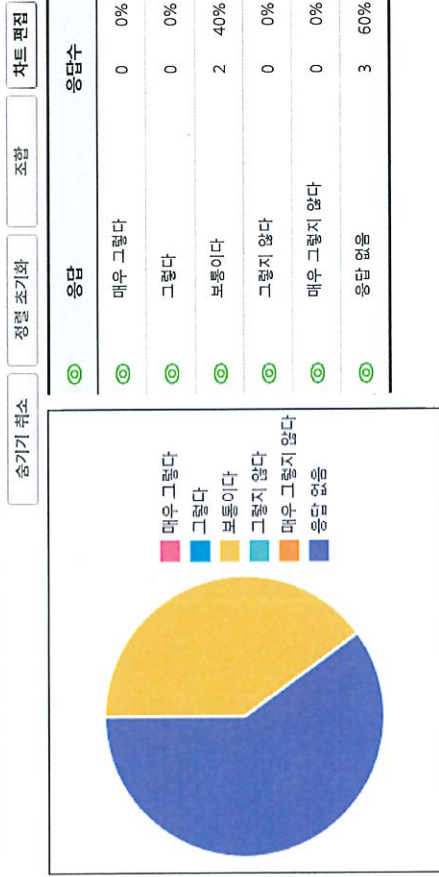 숨기기 취소 정렬 초기화 조합 차트 편집
매우 그렇다
그렇다
보통이다
그렇지 않다
매우 그렇지 않다
응답 없음
응답 응답수
매우 그렇다 0 0%
그렇다 0 0%
보통이다 2 40%
그렇지 않다 0 0%
매우 그렇지 않다 0 0%
응답 없음 3 60%